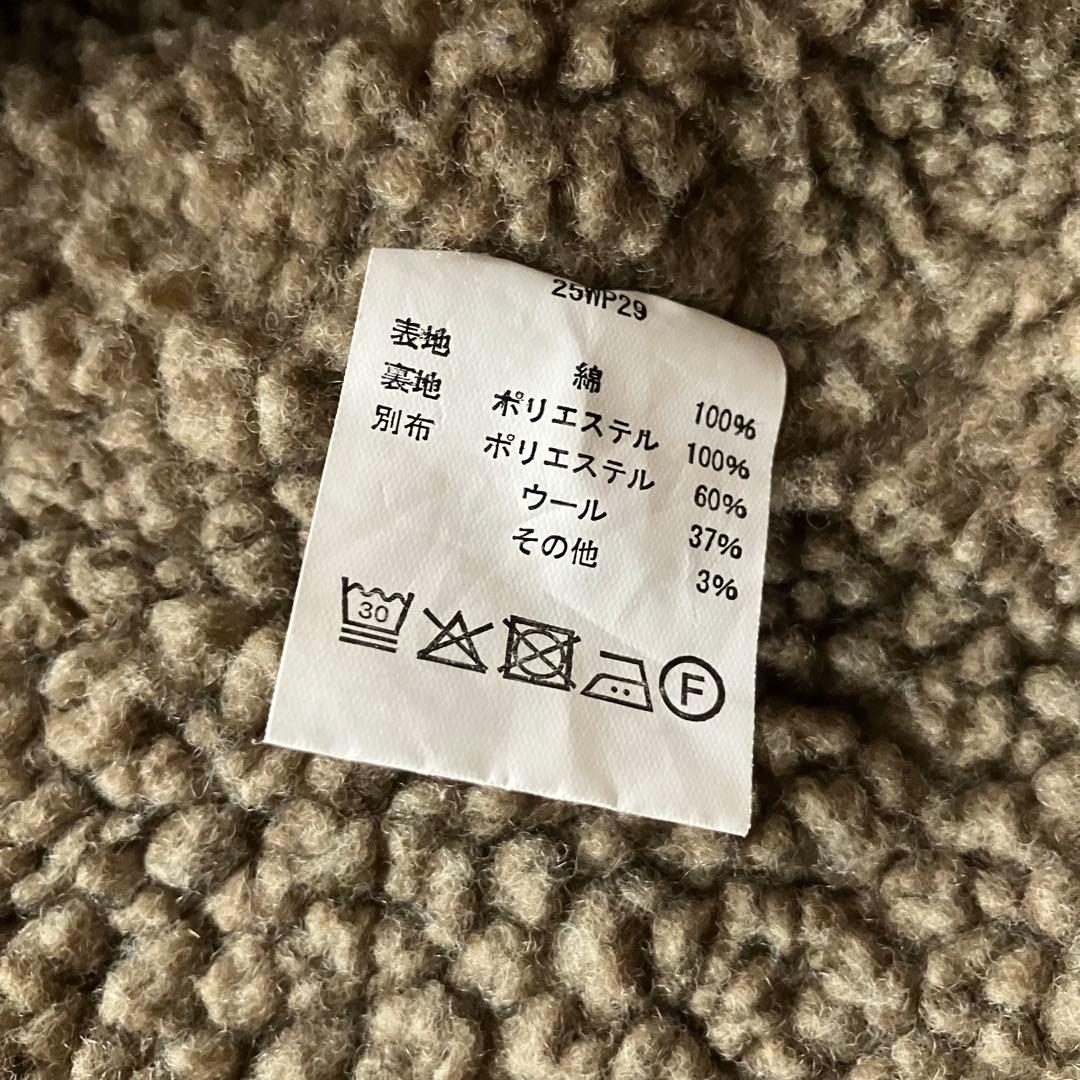 25WP29
表地 綿 100%
裏地 ポリエステル 100%
別布 ポリエステル 60%
ウール 37%
その他 3%
30
F